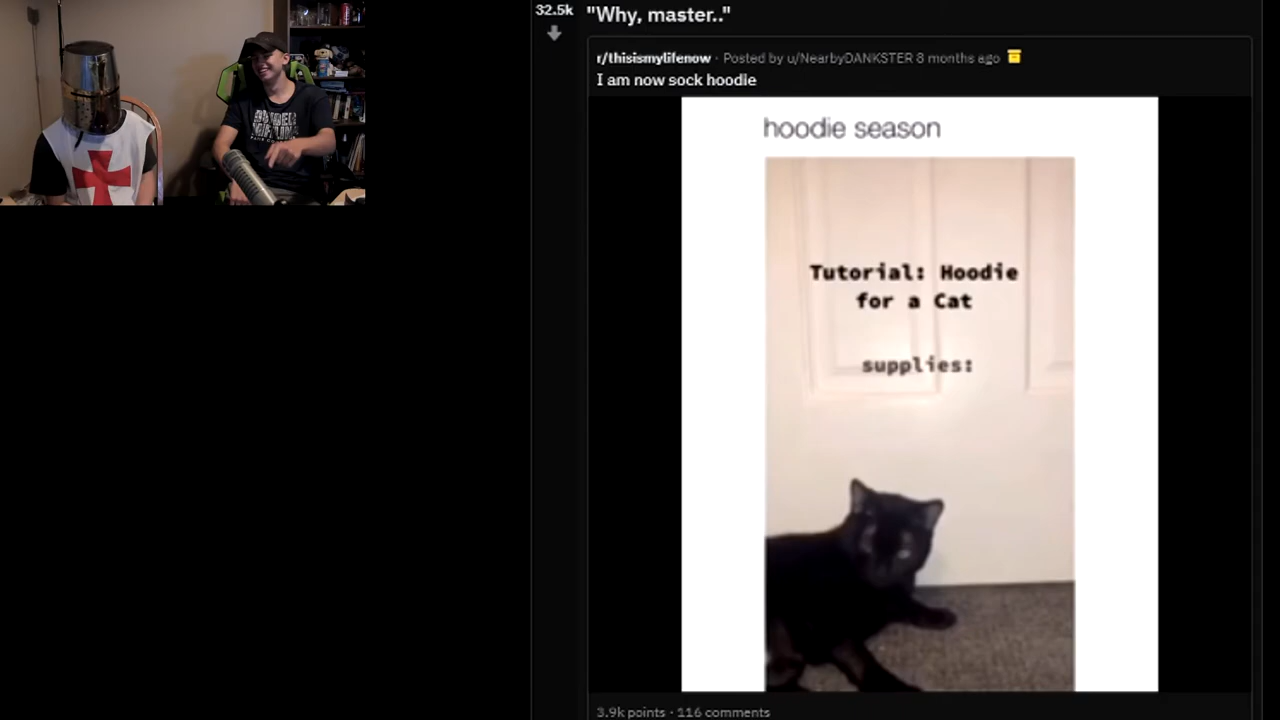 32.5k
"Why, master.."
r/thisismylifenow · Posted by u/NearbyDANKSTER 8 months ago
I am now sock hoodie
hoodie season
Tutorial: Hoodie
for a Cat
supplies:
3.9k points · 116 comments